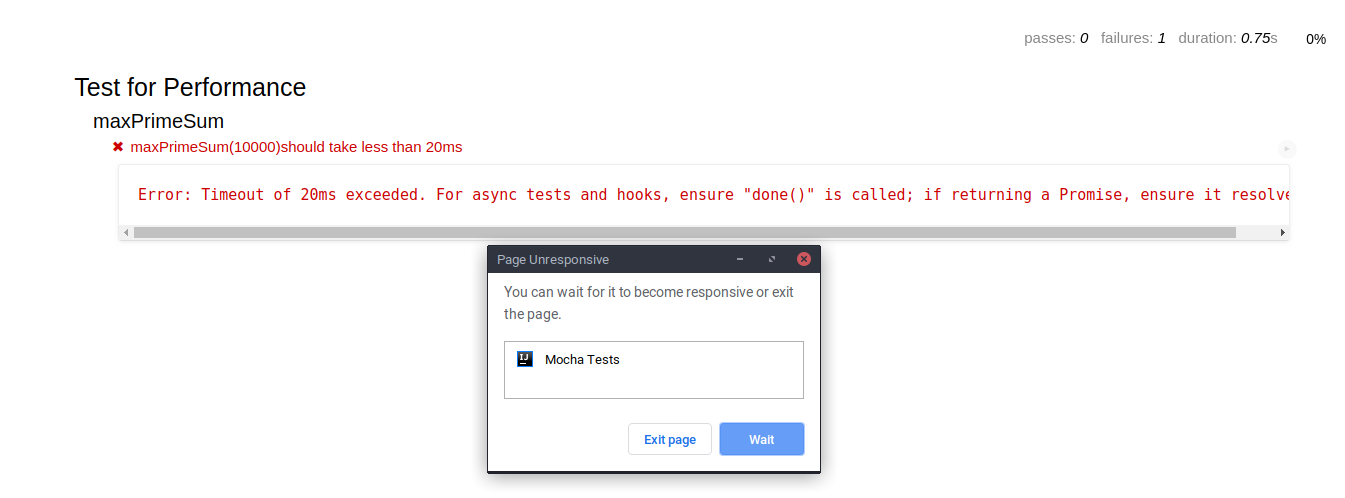 passes: 0 failures: 1 duration: 0.75s 0%
Test for Performance
maxPrimeSum
✖ maxPrimeSum(10000)should take less than 20ms
Error: Timeout of 20ms exceeded. For async tests and hooks, ensure "done()" is called; if returning a Promise, ensure it resolve
Page Unresponsive
You can wait for it to become responsive or exit
the page.
IJ
Mocha Tests
Exit page Wait